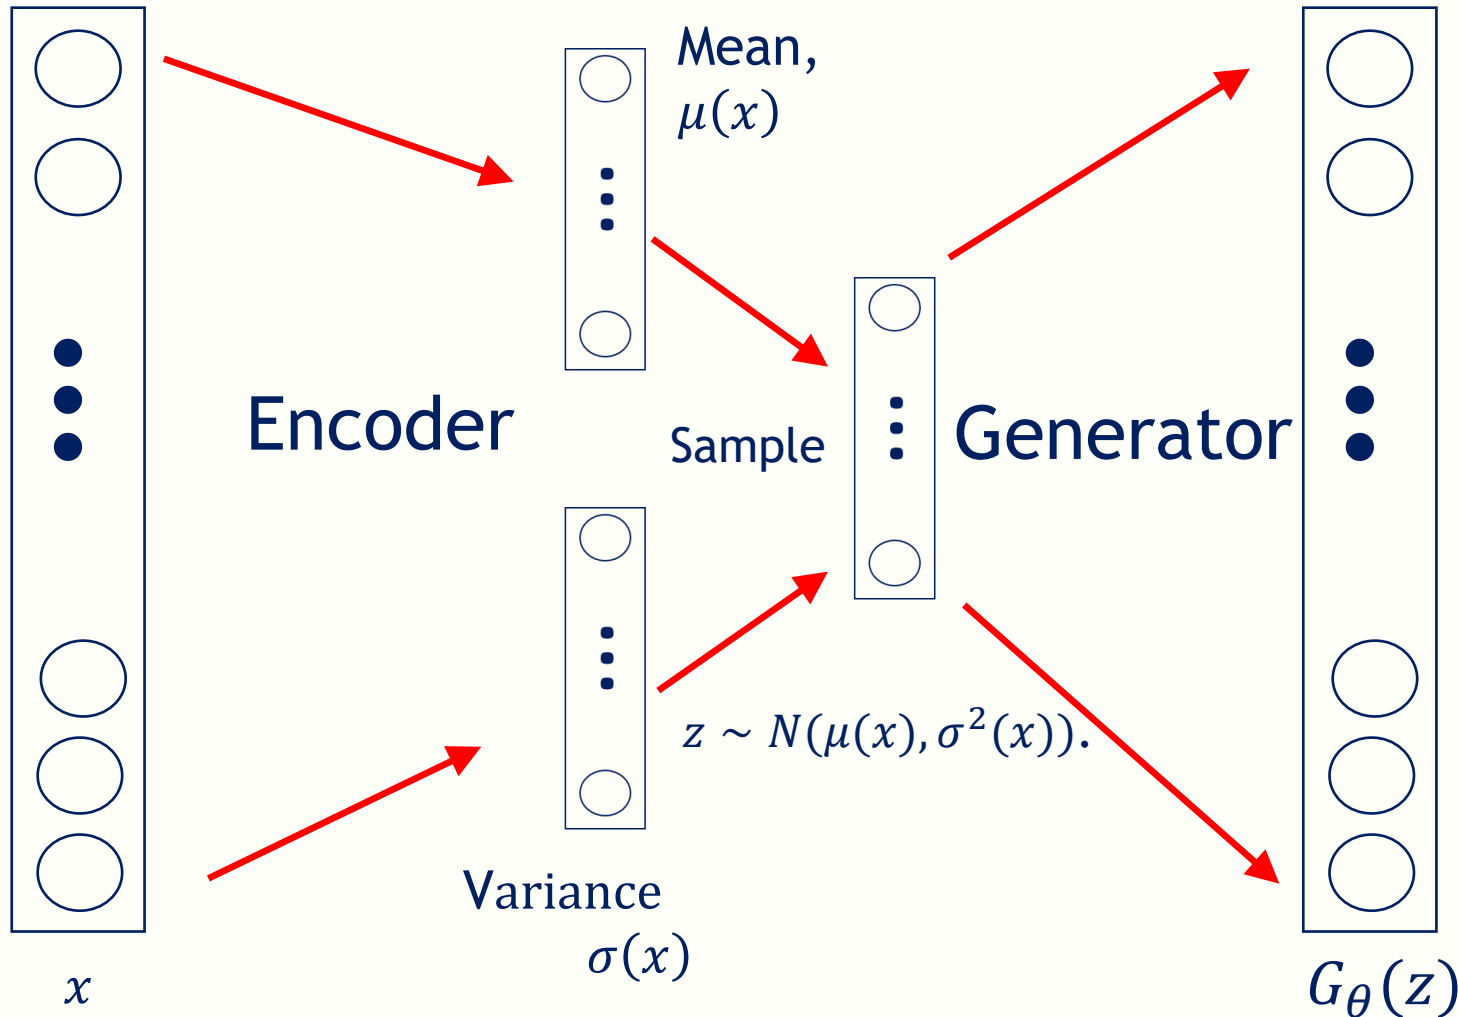 Mean,
μ(x)
Encoder
Sample
Generator
z ~ N(μ(x), σ²(x)).
Variance
σ(x)
x
G_θ(z)